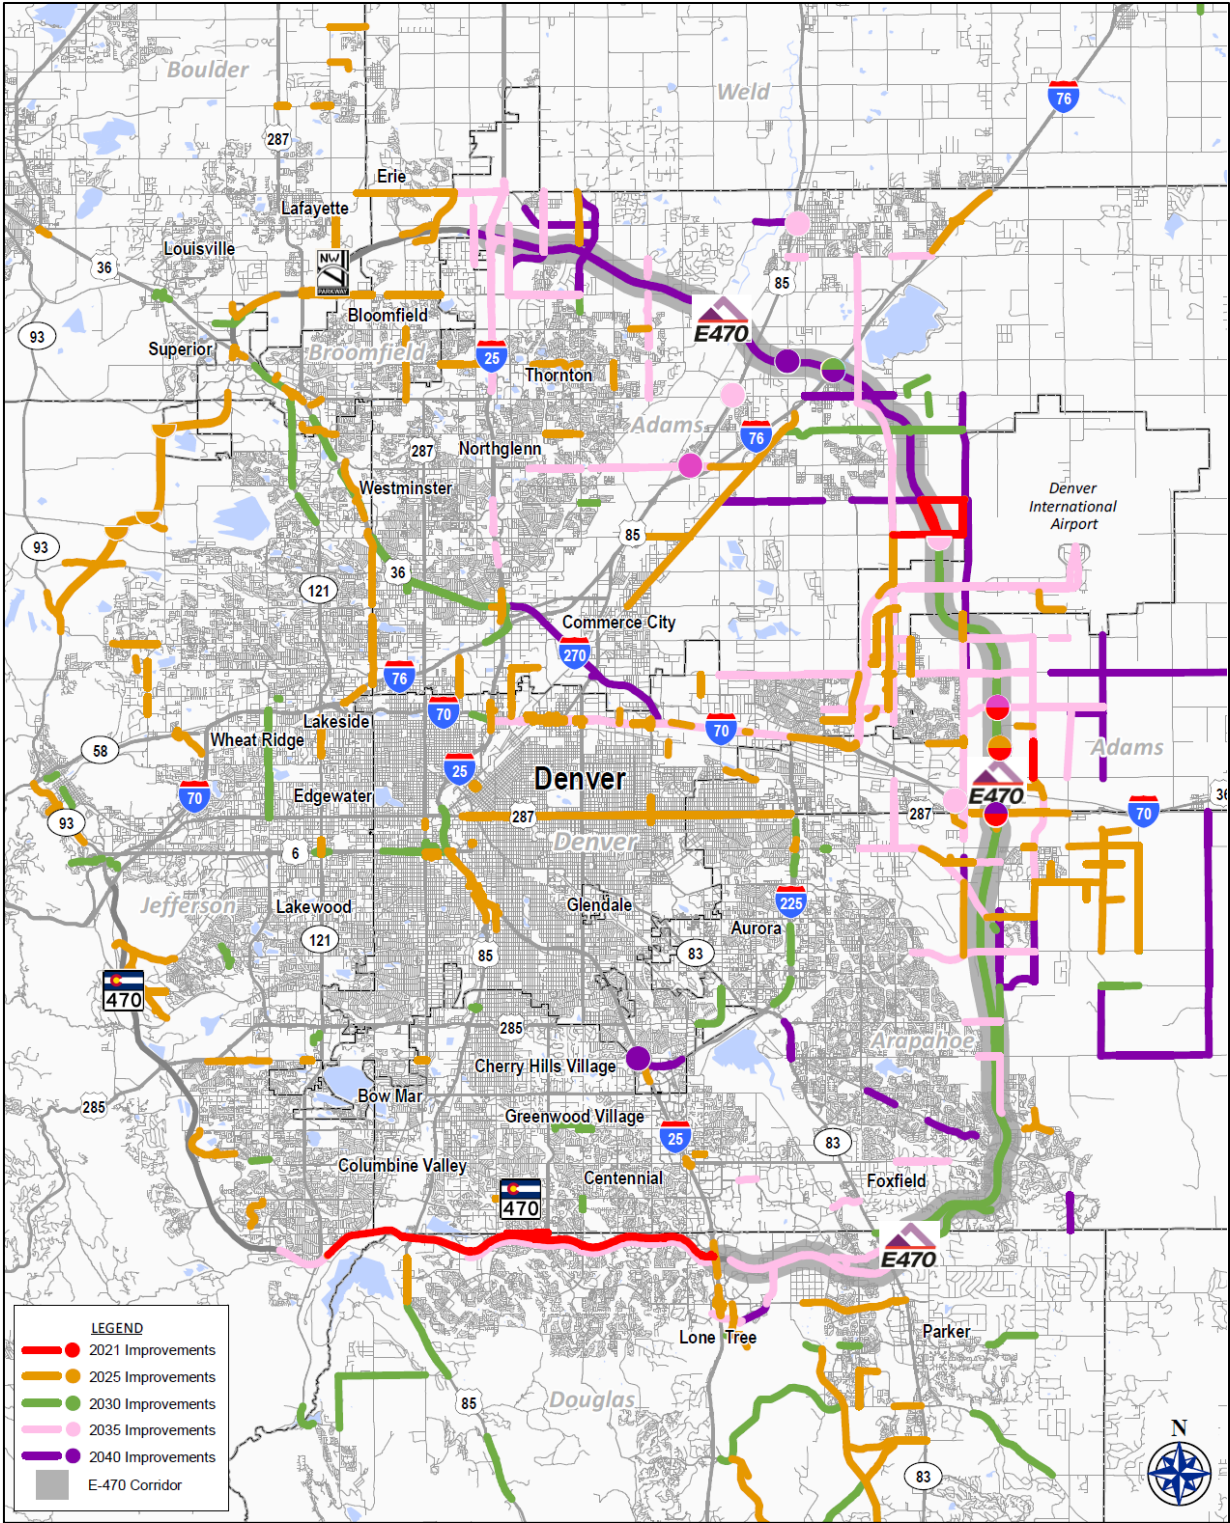 Boulder
Weld
76
287
Erie
Lafayette
Louisville
NW
PARKWAY
36
85
93
Bloomfield
E470
Superior
Broomfield
25
Thornton
Adams
76
287
Northglenn
Westminster
Denver
International
Airport
85
93
36
121
Commerce City
270
76
70
Lakeside
70
Wheat Ridge
58
Adams
25
Denver
70
Edgewater
E470
287
287
70
36
93
Denver
6
Jefferson
Lakewood
Glendale
225
Aurora
121
85
83
470
285
Arapahoe
Cherry Hills Village
Bow Mar
285
Greenwood Village
25
83
Columbine Valley
Centennial
Foxfield
470
E470
LEGEND
2021 Improvements
2025 Improvements
2030 Improvements
2035 Improvements
2040 Improvements
E-470 Corridor
Lone Tree
Parker
85
Douglas
83
N